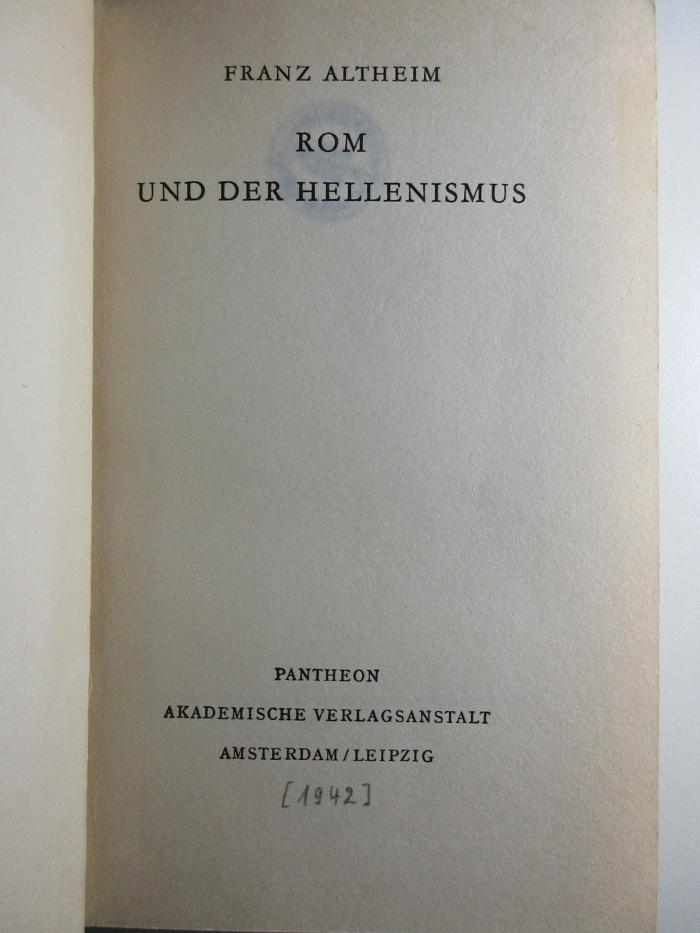 FRANZ ALTHEIM
ROM
UND DER HELLENISMUS
PANTHEON
AKADEMISCHE VERLAGSANSTALT
AMSTERDAM/LEIPZIG
[1942]